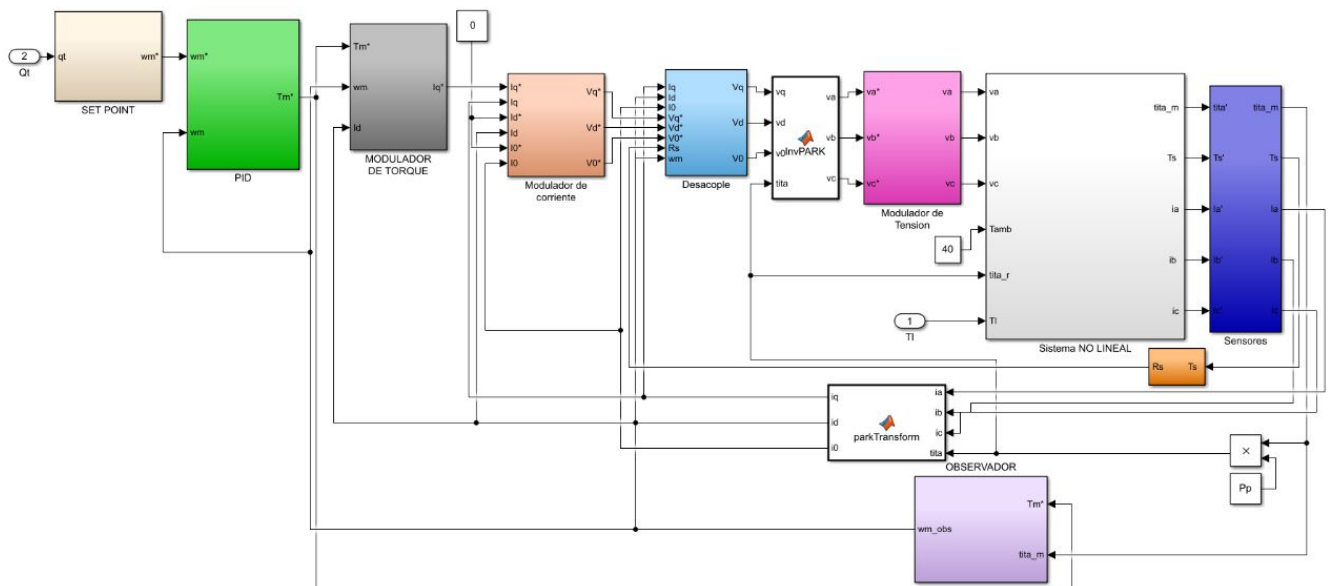 2
Qt
qt
wm*
SET POINT
wm*
wm
Tm*
PID
Tm*
wm
Id
Iq*
MODULADOR
DE TORQUE
0
Iq*
Iq
Id*
Id
I0*
I0
Vq*
Vd*
V0*
Modulador de
corriente
Iq
Id
I0
Vq*
Vd*
V0*
Rs
wm
Vq
Vd
V0
Desacople
vq
vd
v0
tita
InvPARK
va
vb
vc
va*
vb*
vc*
va
vb
vc
Modulador de
Tension
40
1
Tl
va
vb
vc
Tamb
tita_r
Tl
tita_m
Ts
ia
ib
ic
Sistema NO LINEAL
tita'
Ts'
Ia'
Ib'
tita_m
Ts
Ia
Ib
Sensores
Rs
Ts
iq
id
i0
parkTransform
ia
ib
ic
tita
×
Pp
OBSERVADOR
wm_obs
Tm*
tita_m